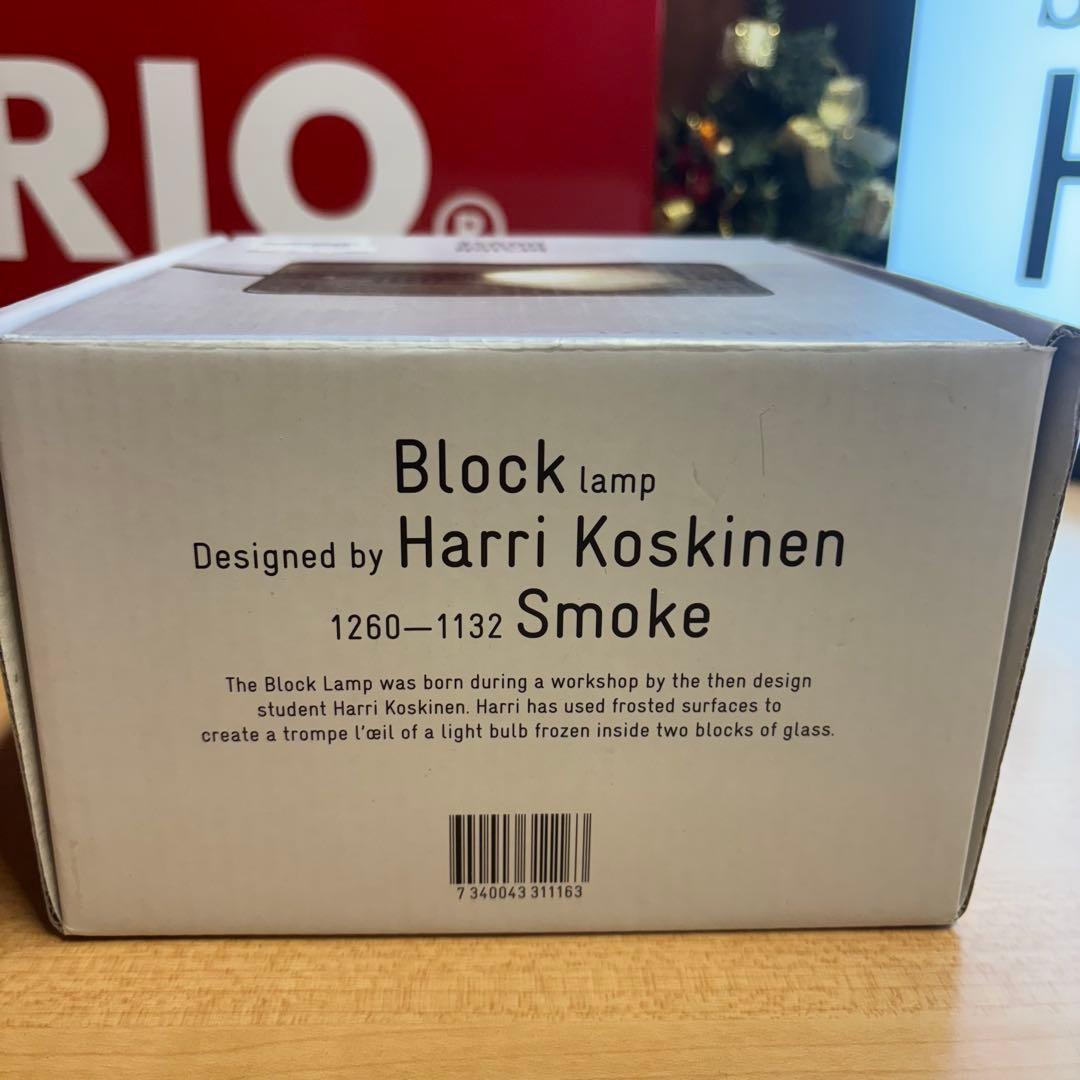 RIO®
H
Block lamp
Designed by Harri Koskinen
1260—1132 Smoke
The Block Lamp was born during a workshop by the then design
student Harri Koskinen. Harri has used frosted surfaces to
create a trompe l'œil of a light bulb frozen inside two blocks of glass.
7 340043 311163